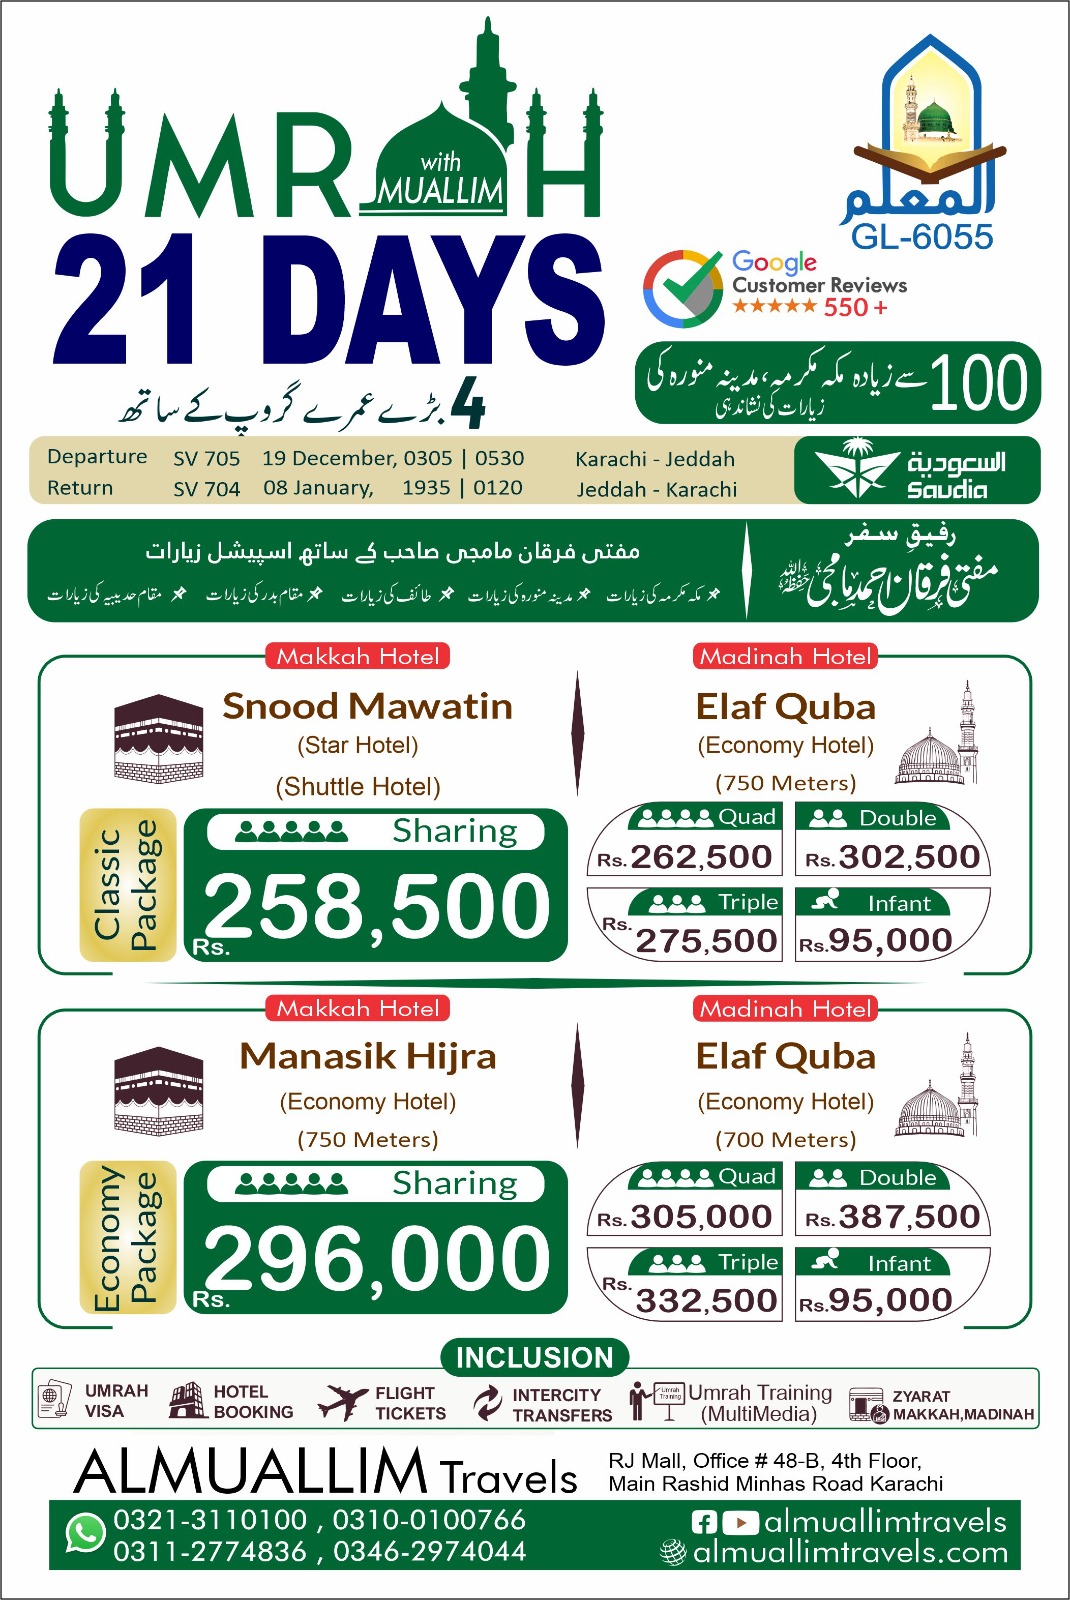 UMRAH
with
MUALLIM
21 DAYS
4 بڑے عمرے گروپ کے ساتھ
المعلم
GL-6055
Google
Customer Reviews
550 +
100 سے زیادہ مکہ مکرمہ، مدینہ منورہ کی
زیارات کی نشاندہی
Departure SV 705 19 December, 0305 | 0530 Karachi - Jeddah
Return SV 704 08 January, 1935 | 0120 Jeddah - Karachi
السعودية
Saudia
رفیقِ سفر
مفتی فرقان احمد مامجی حفظہ اللہ
مفتی فرقان مامجی صاحب کے ساتھ اسپیشل زیارات
مکہ مکرمہ کی زیارات مدینہ منورہ کی زیارات طائف کی زیارات مقام بدر کی زیارات مقام حدیبیہ کی زیارات
Makkah Hotel
Snood Mawatin
(Star Hotel)
(Shuttle Hotel)
Madinah Hotel
Elaf Quba
(Economy Hotel)
(750 Meters)
Classic
Package
Sharing
Rs. 258,500
Quad
Rs. 262,500
Double
Rs. 302,500
Triple
Rs. 275,500
Infant
Rs. 95,000
Makkah Hotel
Manasik Hijra
(Economy Hotel)
(750 Meters)
Madinah Hotel
Elaf Quba
(Economy Hotel)
(700 Meters)
Economy
Package
Sharing
Rs. 296,000
Quad
Rs. 305,000
Double
Rs. 387,500
Triple
Rs. 332,500
Infant
Rs. 95,000
INCLUSION
UMRAH
VISA
HOTEL
BOOKING
FLIGHT
TICKETS
INTERCITY
TRANSFERS
Umrah
Training
Umrah Training
(MultiMedia)
ZYARAT
MAKKAH,MADINAH
ALMUALLIM Travels
RJ Mall, Office # 48-B, 4th Floor,
Main Rashid Minhas Road Karachi
0321-3110100 , 0310-0100766
0311-2774836 , 0346-2974044
almuallimtravels
almuallimtravels.com